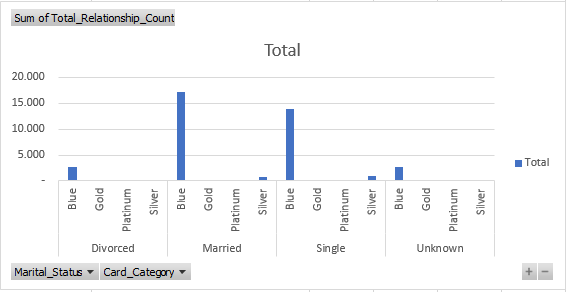 Sum of Total_Relationship_Count
Total
20.000
15.000
10.000
5.000
-
Total
Blue Gold Platinum Silver Blue Gold Platinum Silver Blue Gold Platinum Silver Blue Gold Platinum Silver
Divorced Married Single Unknown
Marital_Status Card_Category
+ -